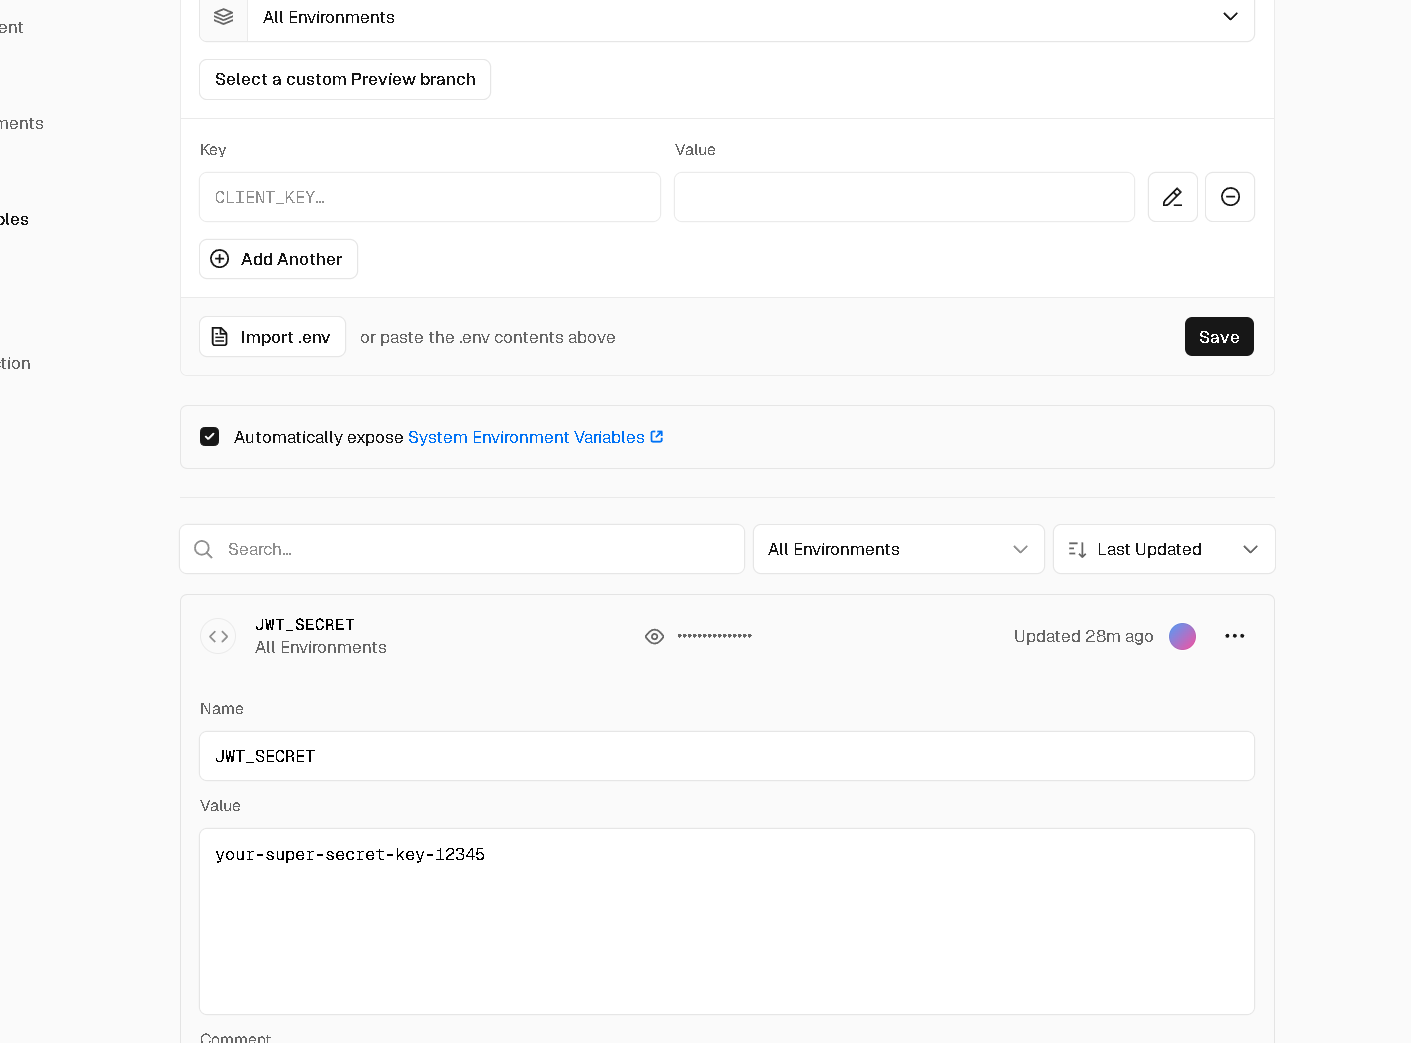 ent
All Environments
Select a custom Preview branch
ments
Key Value
CLIENT_KEY...
bles
Add Another
Import .env or paste the .env contents above Save
tion
Automatically expose System Environment Variables
Search... All Environments Last Updated
JWT_SECRET
All Environments •••••••••••••• Updated 28m ago
Name
JWT_SECRET
Value
your-super-secret-key-12345
Comment